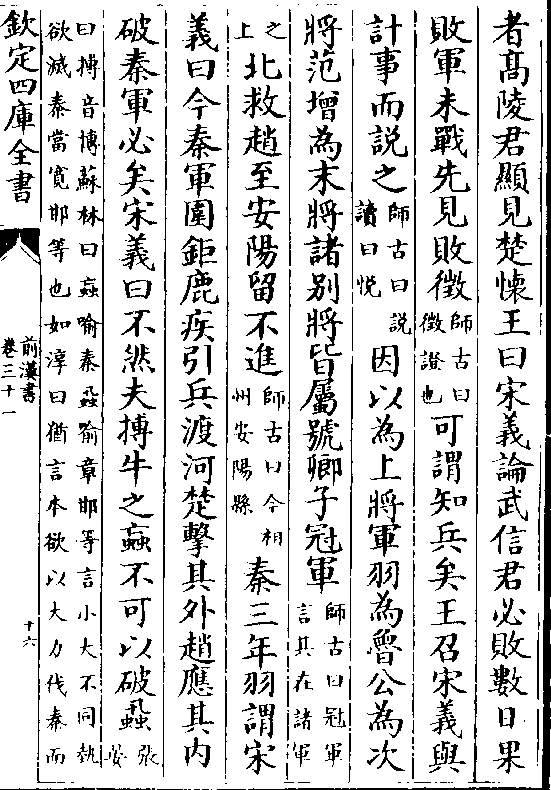 者髙陵君顯見楚懐王曰宋義論武信君必敗數日果
敗軍未戰先見敗徵師古曰徵證也可謂知兵矣王召宋義與
計事而說之師古曰説讀曰悦因以為上將軍羽為魯公為次
將范增為末將諸別將皆屬號卿子冠軍師古曰冠軍言其在諸軍
之上北救趙至安陽留不進師古曰今相州安陽縣秦三年羽謂宋
義曰今秦軍圍鉅鹿疾引兵渡河楚擊其外趙應其内
破秦軍必矣宋義曰不然夫搏牛之蝱不可以破蝨張晏
曰搏音博蘇林曰蝱喻秦蝨喻章邯等言小大不同執
欲滅秦當寛邯等也如淳曰猶言本欲以大力伐秦而
欽定四庫全書
前漢書
卷三十一
十六